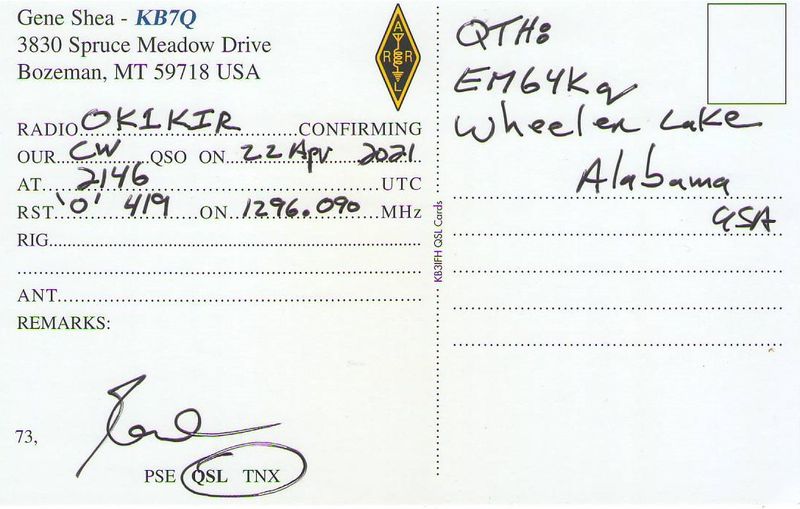 Gene Shea - KB7Q
3830 Spruce Meadow Drive
Bozeman, MT 59718 USA
A
R R
L
RADIO OK1KIR CONFIRMING
OUR CW QSO ON 22 Apr 2021
AT 2146 UTC
RST 'O' 419 ON 1296.090 MHz
RIG
ANT
REMARKS:
73,
Gene
PSE QSL TNX
KB3IFH QSL Cards
QTH:
EM64Kq
Wheeler Lake
Alabama
USA